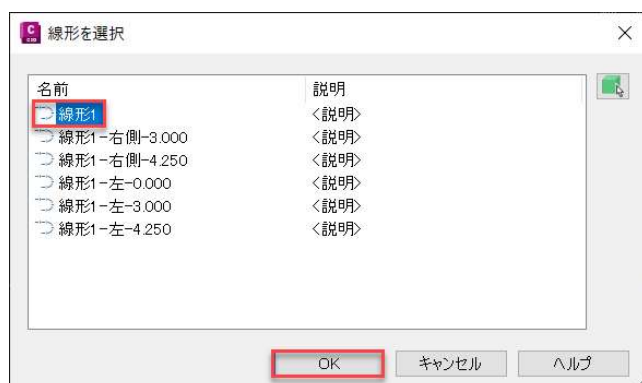 線形を選択
名前 説明
線形1 <説明>
線形1-右側-3.000 <説明>
線形1-右側-4.250 <説明>
線形1-左-0.000 <説明>
線形1-左-3.000 <説明>
線形1-左-4.250 <説明>
OK キャンセル ヘルプ